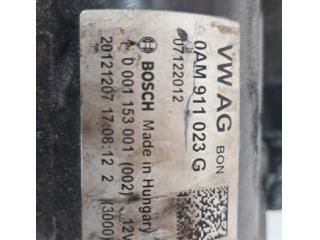 VW AG BON
0AM 911 023 G
07122012
BOSCH Made in Hungary
0 001 153 001 (002) 12V
20121207 17:08:12 2 (3000)